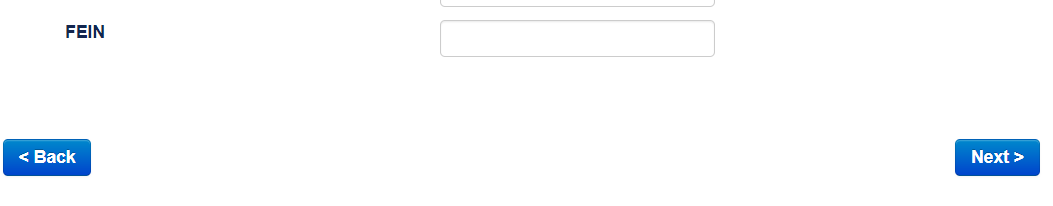 FEIN
< Back
Next >